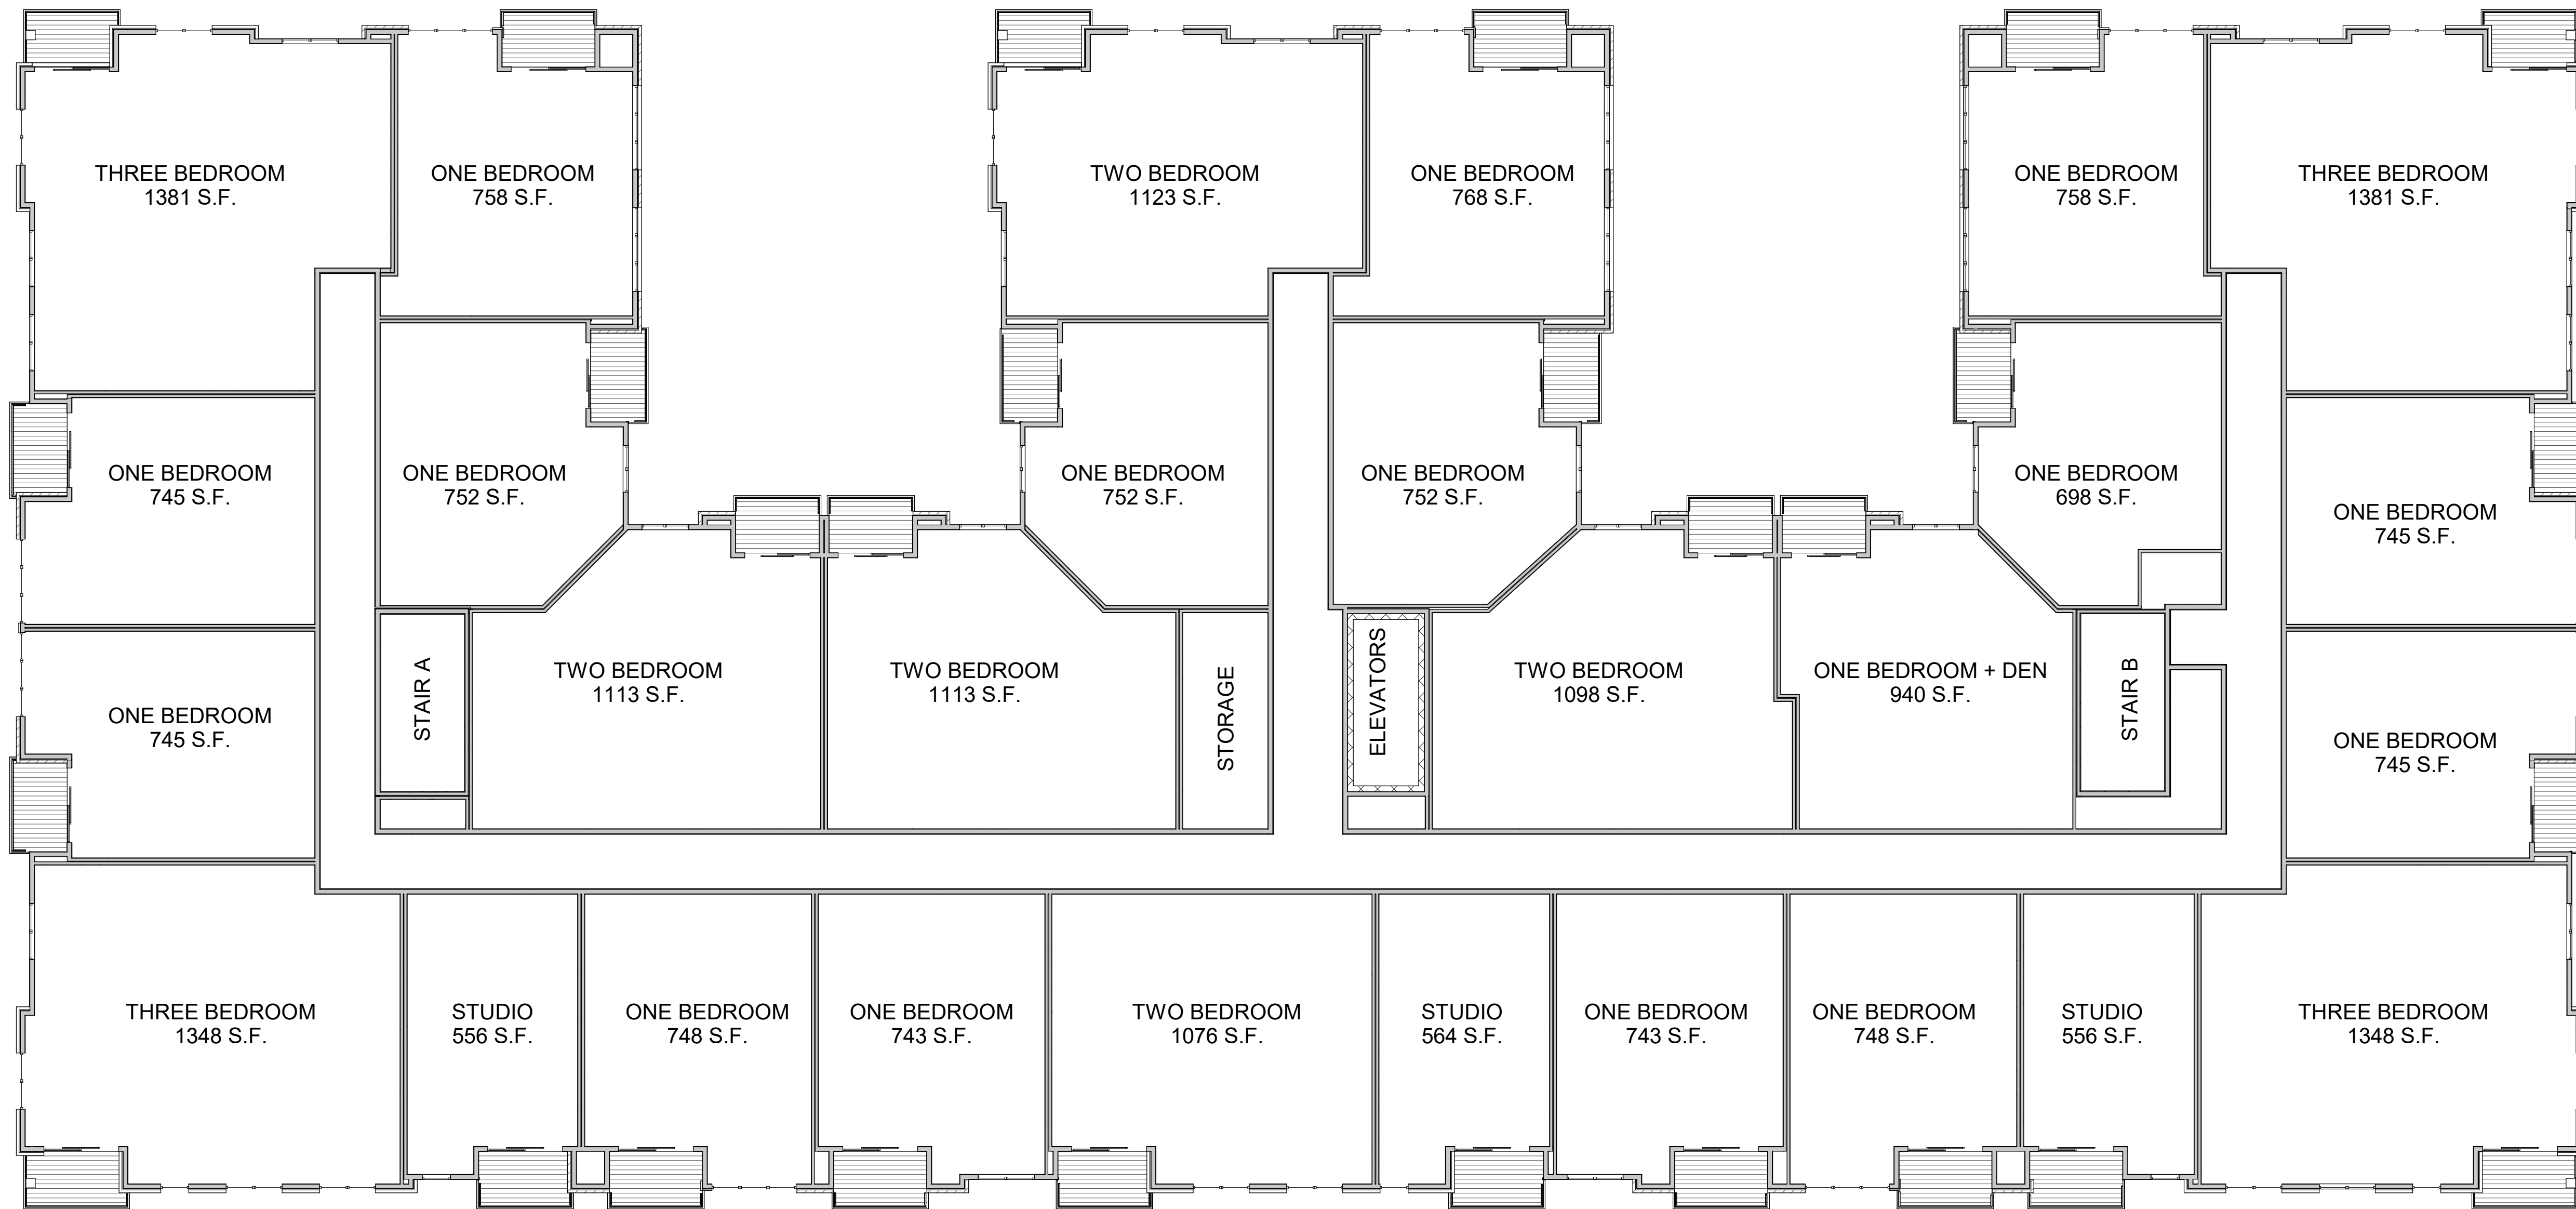 THREE BEDROOM
1381 S.F.
ONE BEDROOM
758 S.F.
TWO BEDROOM
1123 S.F.
ONE BEDROOM
768 S.F.
ONE BEDROOM
758 S.F.
THREE BEDROOM
1381 S.F.
ONE BEDROOM
745 S.F.
ONE BEDROOM
752 S.F.
ONE BEDROOM
752 S.F.
ONE BEDROOM
752 S.F.
ONE BEDROOM
698 S.F.
ONE BEDROOM
745 S.F.
ONE BEDROOM
745 S.F.
STAIR A
TWO BEDROOM
1113 S.F.
TWO BEDROOM
1113 S.F.
STORAGE
ELEVATORS
TWO BEDROOM
1098 S.F.
ONE BEDROOM + DEN
940 S.F.
STAIR B
ONE BEDROOM
745 S.F.
THREE BEDROOM
1348 S.F.
STUDIO
556 S.F.
ONE BEDROOM
748 S.F.
ONE BEDROOM
743 S.F.
TWO BEDROOM
1076 S.F.
STUDIO
564 S.F.
ONE BEDROOM
743 S.F.
ONE BEDROOM
748 S.F.
STUDIO
556 S.F.
THREE BEDROOM
1348 S.F.